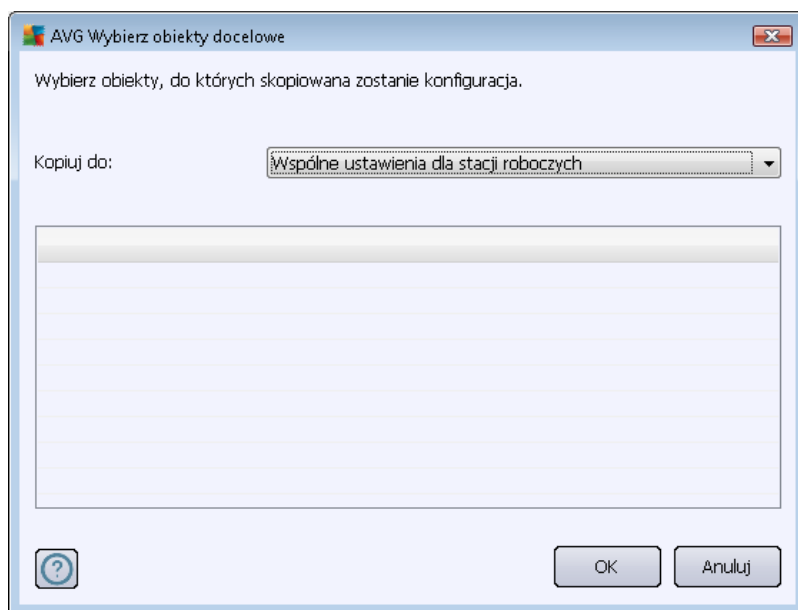 AVG Wybierz obiekty docelowe
Wybierz obiekty, do których skopiowana zostanie konfiguracja.
Kopiuj do:
Wspólne ustawienia dla stacji roboczych
?
OK
Anuluj